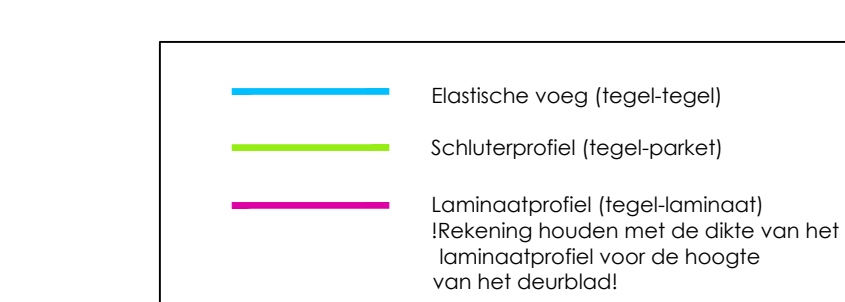 Elastische voeg (tegel-tegel)
Schluterprofiel (tegel-parket)
Laminaatprofiel (tegel-laminaat)
!Rekening houden met de dikte van het
laminaatprofiel voor de hoogte
van het deurblad!